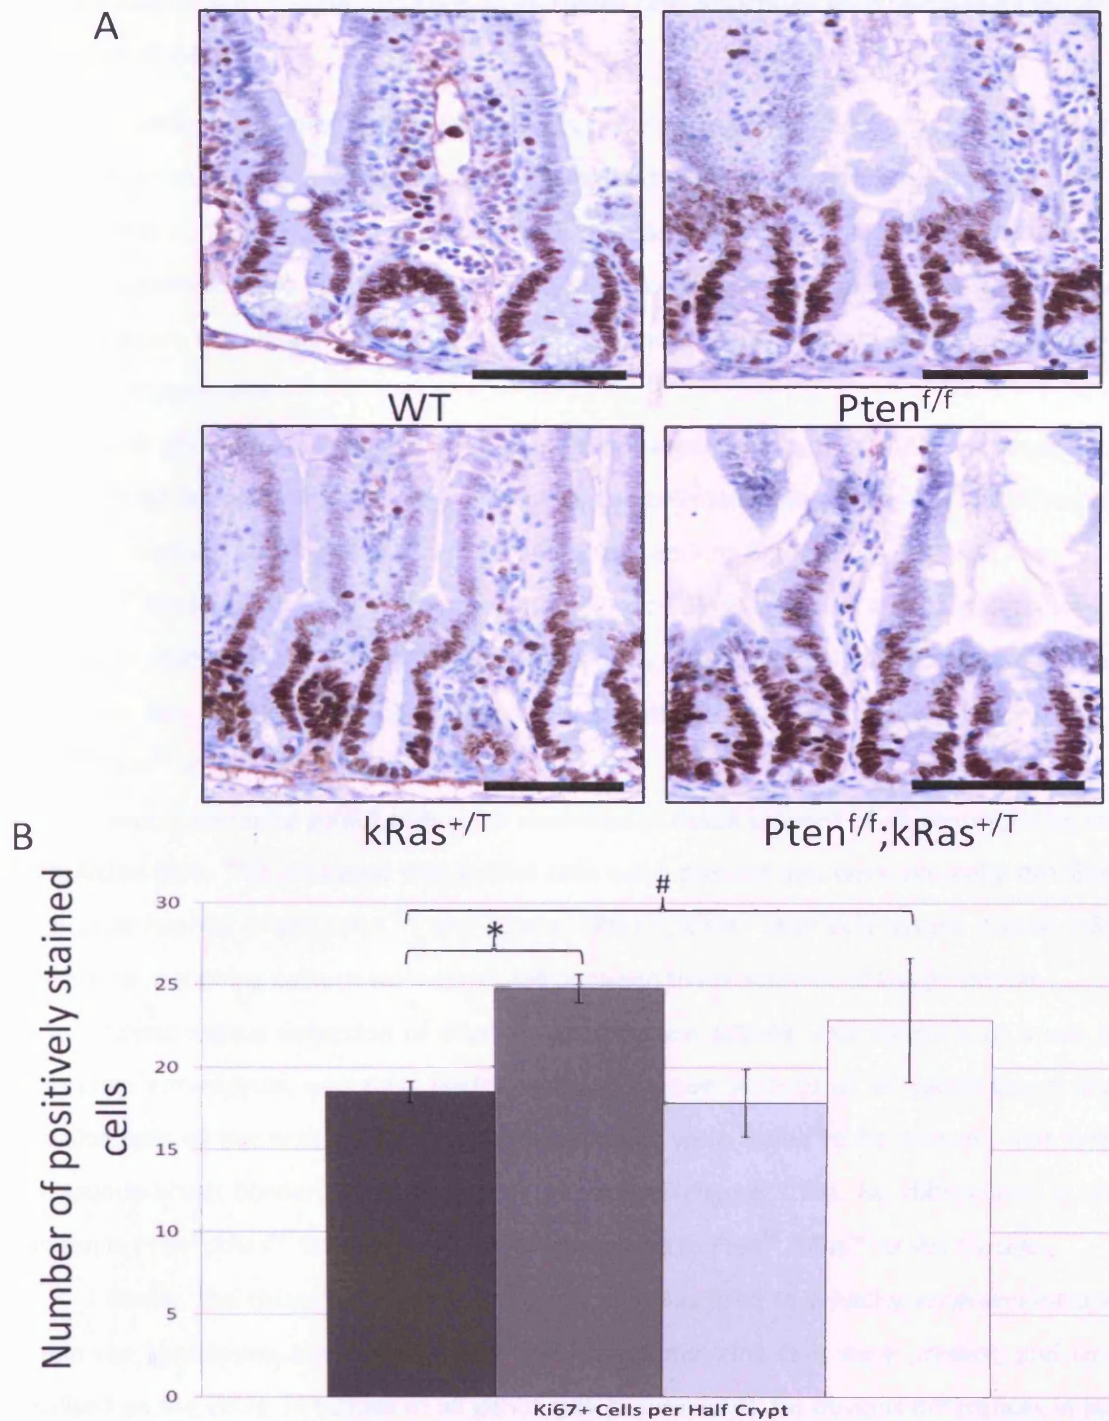 A
WT
Pten^f/f
kRas^+/T
Pten^f/f;kRas^+/T
B
Number of positively stained
cells
30
25
20
15
10
5
0
#
*
Ki67+ Cells per Half Crypt